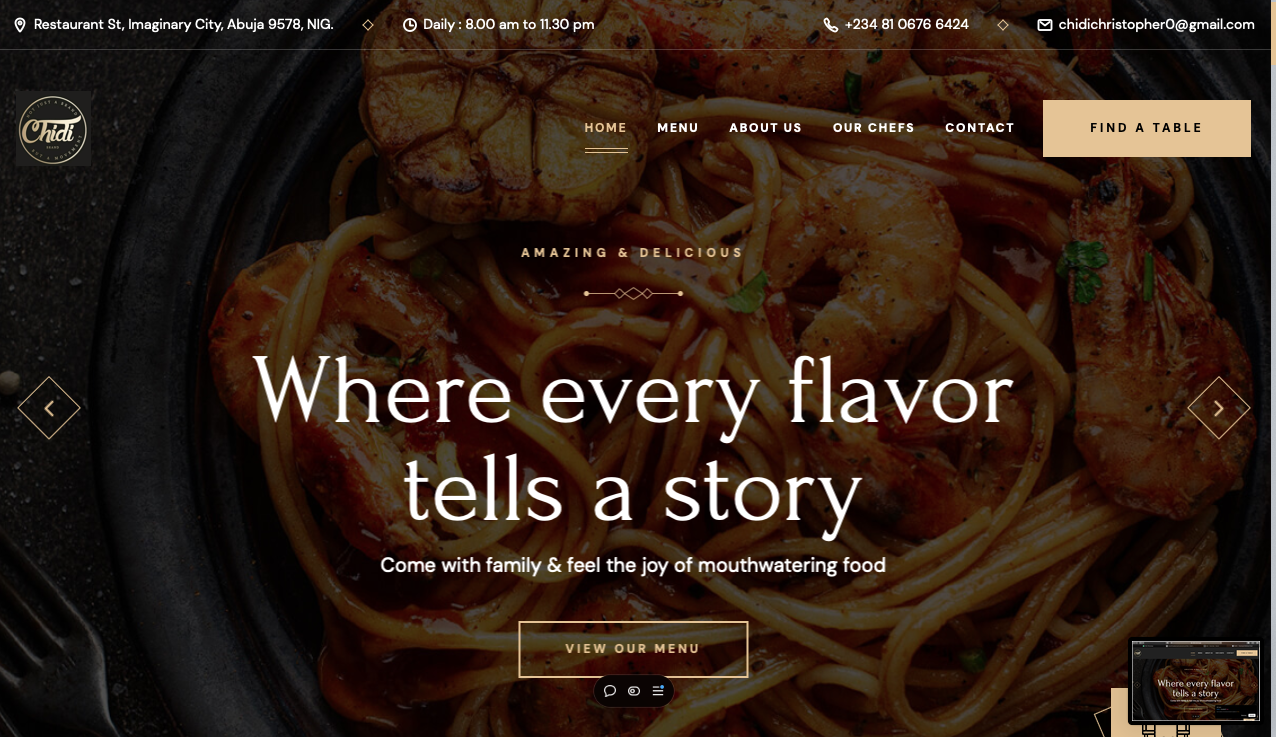 Restaurant St, Imaginary City, Abuja 9578, NIG.
Daily : 8.00 am to 11.30 pm
+234 81 0676 6424
chidichristopher0@gmail.com
Chidi
HOME
MENU
ABOUT US
OUR CHEFS
CONTACT
FIND A TABLE
AMAZING & DELICIOUS
Where every flavor
tells a story
Come with family & feel the joy of mouthwatering food
VIEW OUR MENU
Where every flavor
tells a story